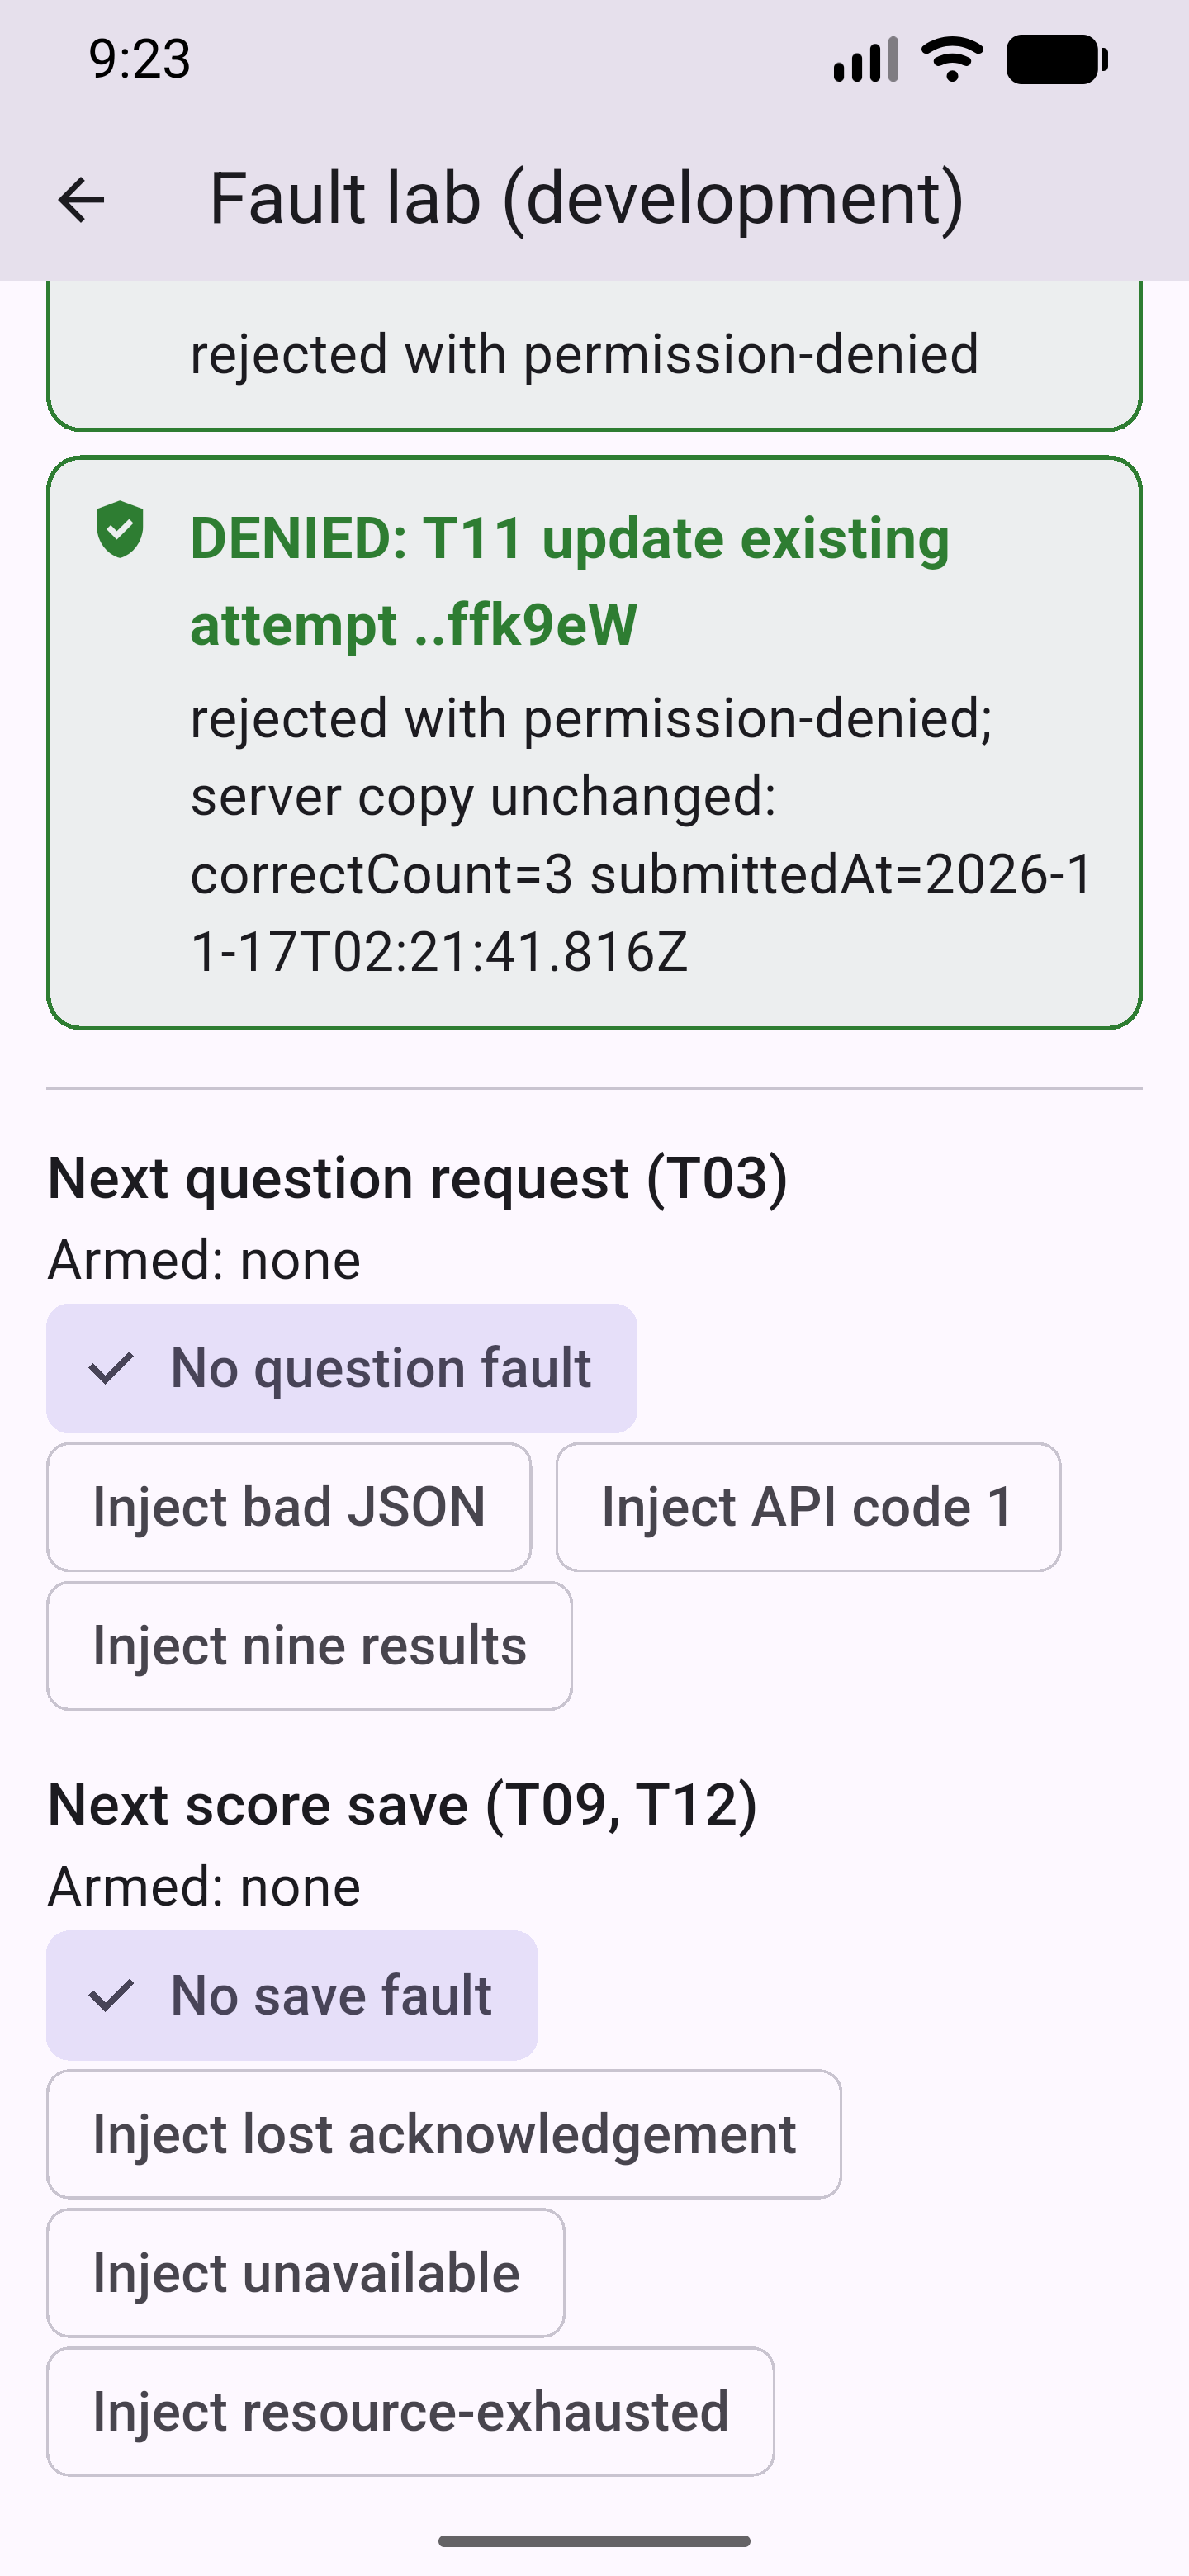 9:23
Fault lab (development)
rejected with permission-denied
DENIED: T11 update existing
attempt ..ffk9eW
rejected with permission-denied;
server copy unchanged:
correctCount=3 submittedAt=2026-1
1-17T02:21:41.816Z
Next question request (T03)
Armed: none
No question fault
Inject bad JSON
Inject API code 1
Inject nine results
Next score save (T09, T12)
Armed: none
No save fault
Inject lost acknowledgement
Inject unavailable
Inject resource-exhausted